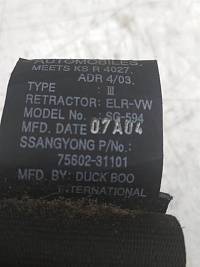 AUTOMOBILES.
MEETS KS R 4027.
ADR 4/03.
TYPE : III
RETRACTOR: ELR-VW
MODEL No.: SG-594
MFD. DATE 07A04
SSANGYONG P/No.:
75602-31101
MFD. BY: DUCK BOO
INTERNATIONAL